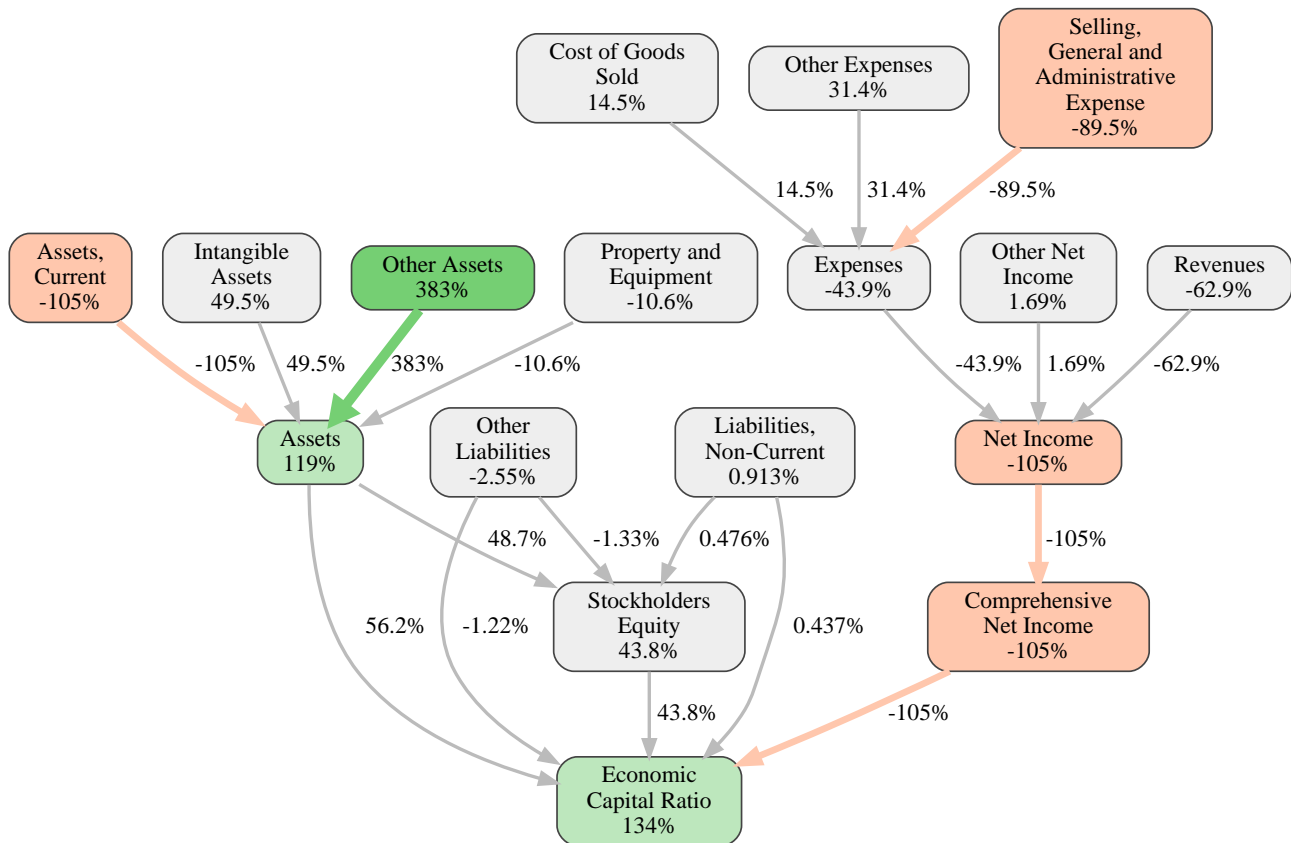 Cost of Goods
Sold
14.5%
Other Expenses
31.4%
Selling,
General and
Administrative
Expense
-89.5%
14.5%
31.4%
-89.5%
Assets,
Current
-105%
Intangible
Assets
49.5%
Other Assets
383%
Property and
Equipment
-10.6%
Expenses
-43.9%
Other Net
Income
1.69%
Revenues
-62.9%
-105%
49.5%
383%
-10.6%
-43.9%
1.69%
-62.9%
Assets
119%
Other
Liabilities
-2.55%
Liabilities,
Non-Current
0.913%
Net Income
-105%
48.7%
-1.33%
0.476%
-105%
56.2%
-1.22%
Stockholders
Equity
43.8%
0.437%
Comprehensive
Net Income
-105%
43.8%
-105%
Economic
Capital Ratio
134%